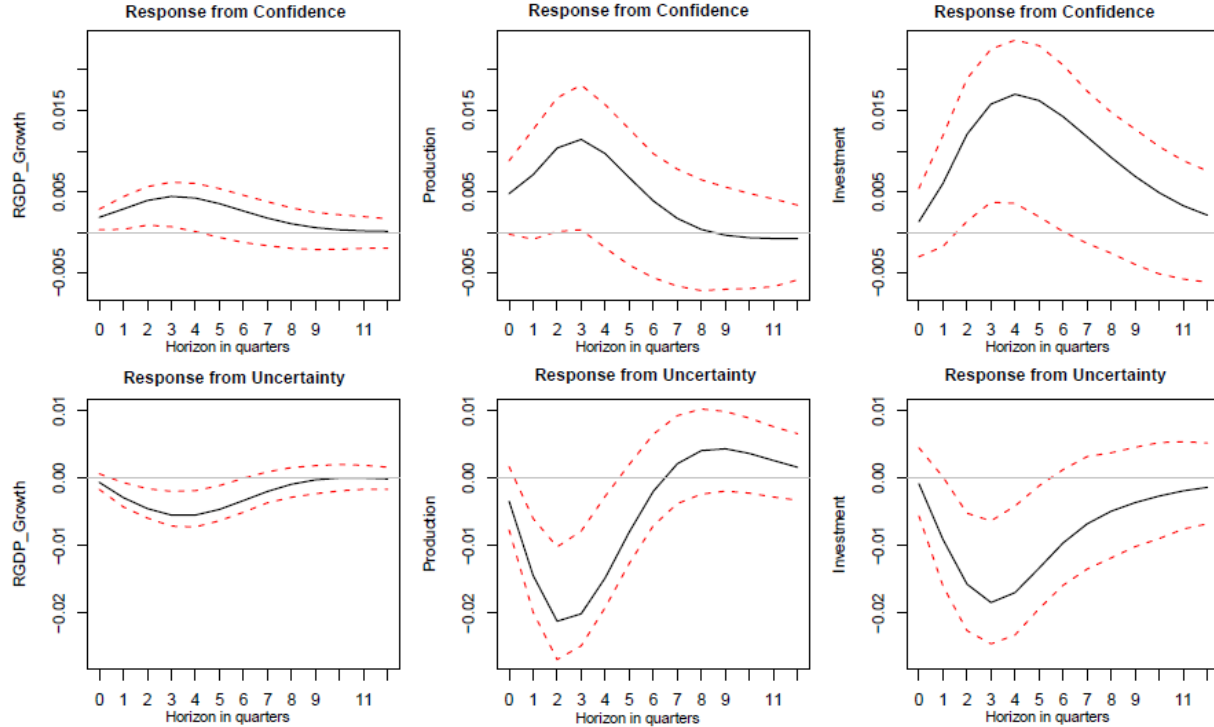 Response from Confidence
RGDP_Growth
0.015
0.005
−0.005
0 1 2 3 4 5 6 7 8 9 11
Horizon in quarters
Response from Confidence
Production
0.015
0.005
−0.005
0 1 2 3 4 5 6 7 8 9 11
Horizon in quarters
Response from Confidence
Investment
0.015
0.005
−0.005
0 1 2 3 4 5 6 7 8 9 11
Horizon in quarters
Response from Uncertainty
RGDP_Growth
0.01
0.00
−0.01
−0.02
0 1 2 3 4 5 6 7 8 9 11
Horizon in quarters
Response from Uncertainty
Production
0.01
0.00
−0.01
−0.02
0 1 2 3 4 5 6 7 8 9 11
Horizon in quarters
Response from Uncertainty
Investment
0.01
0.00
−0.01
−0.02
0 1 2 3 4 5 6 7 8 9 11
Horizon in quarters